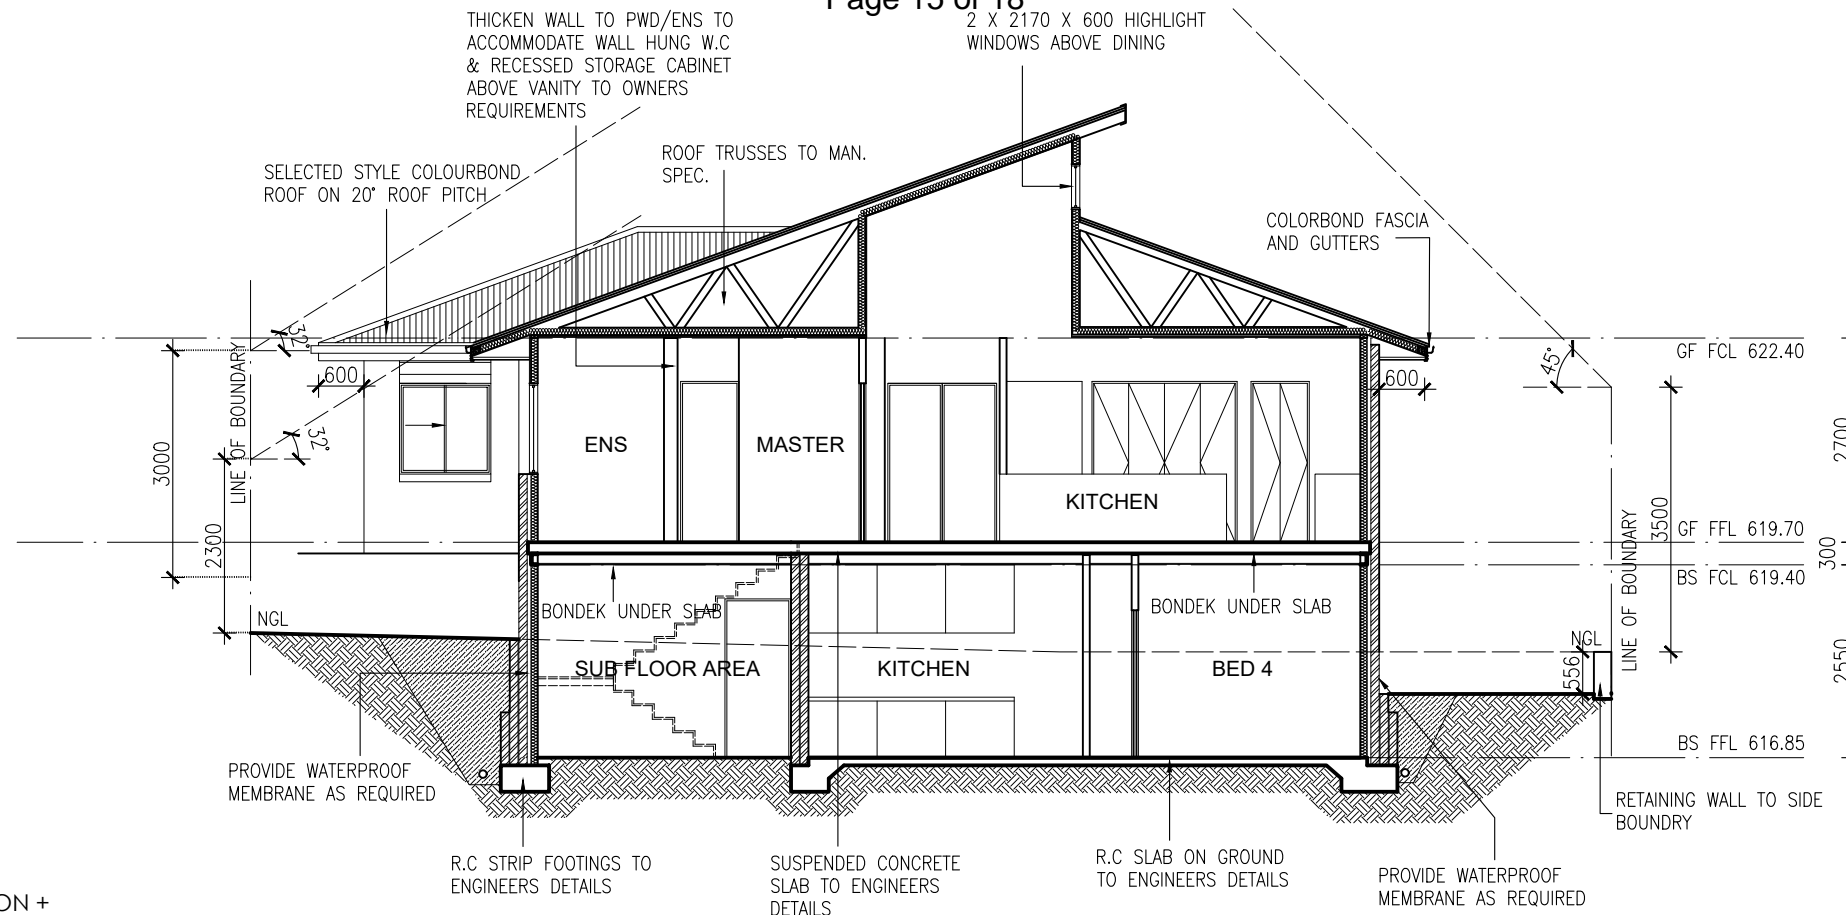 Page 15 of 18
THICKEN WALL TO PWD/ENS TO
ACCOMMODATE WALL HUNG W.C
& RECESSED STORAGE CABINET
ABOVE VANITY TO OWNERS
REQUIREMENTS
2 X 2170 X 600 HIGHLIGHT
WINDOWS ABOVE DINING
SELECTED STYLE COLOURBOND
ROOF ON 20° ROOF PITCH
ROOF TRUSSES TO MAN.
SPEC.
COLORBOND FASCIA
AND GUTTERS
32°
32°
45°
600
600
GF FCL 622.40
LINE OF BOUNDARY
3000
2300
ENS
MASTER
KITCHEN
2700
3500
GF FFL 619.70
300
BS FCL 619.40
LINE OF BOUNDARY
BONDEK UNDER SLAB
BONDEK UNDER SLAB
NGL
NGL
SUB FLOOR AREA
KITCHEN
BED 4
556
2550
BS FFL 616.85
PROVIDE WATERPROOF
MEMBRANE AS REQUIRED
RETAINING WALL TO SIDE
BOUNDRY
R.C STRIP FOOTINGS TO
ENGINEERS DETAILS
SUSPENDED CONCRETE
SLAB TO ENGINEERS
DETAILS
R.C SLAB ON GROUND
TO ENGINEERS DETAILS
PROVIDE WATERPROOF
MEMBRANE AS REQUIRED
ON +